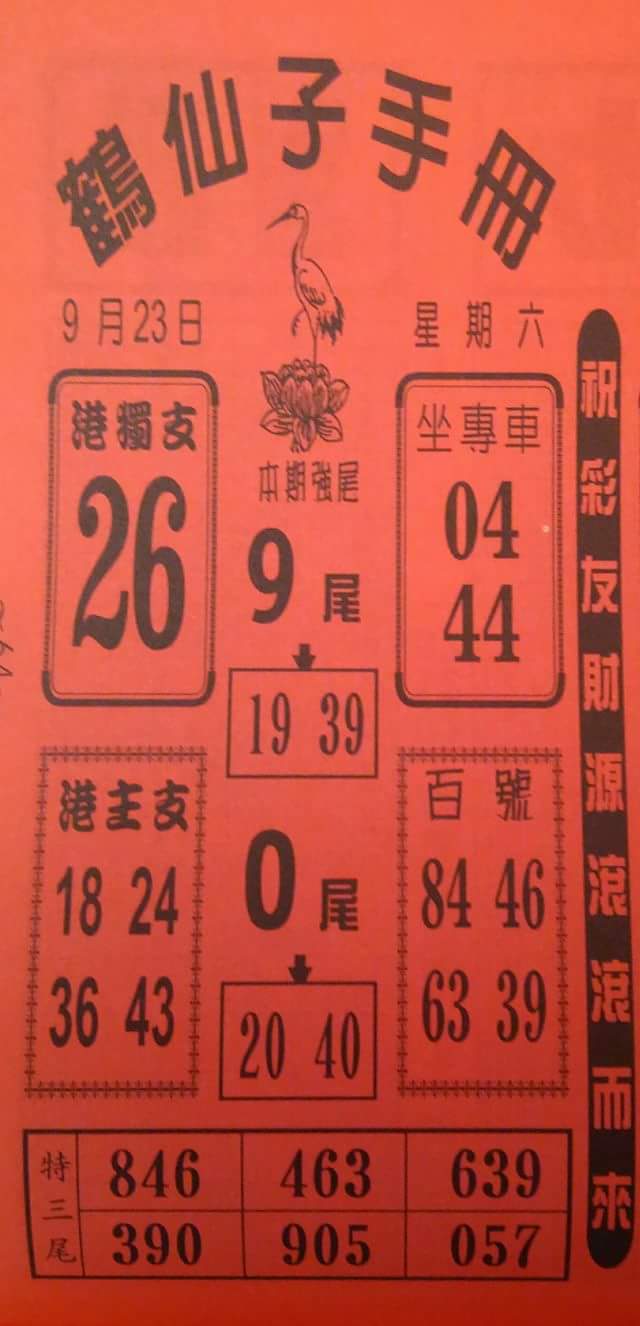 鶴仙子手冊
9月23日
星期六
港獨支
26
本期強尾
9尾
19 39
坐專車
04
44
港主支
18 24
36 43
0尾
20 40
百號
84 46
63 39
特三尾
846 463 639
390 905 057
祝彩友財源滾滾而來